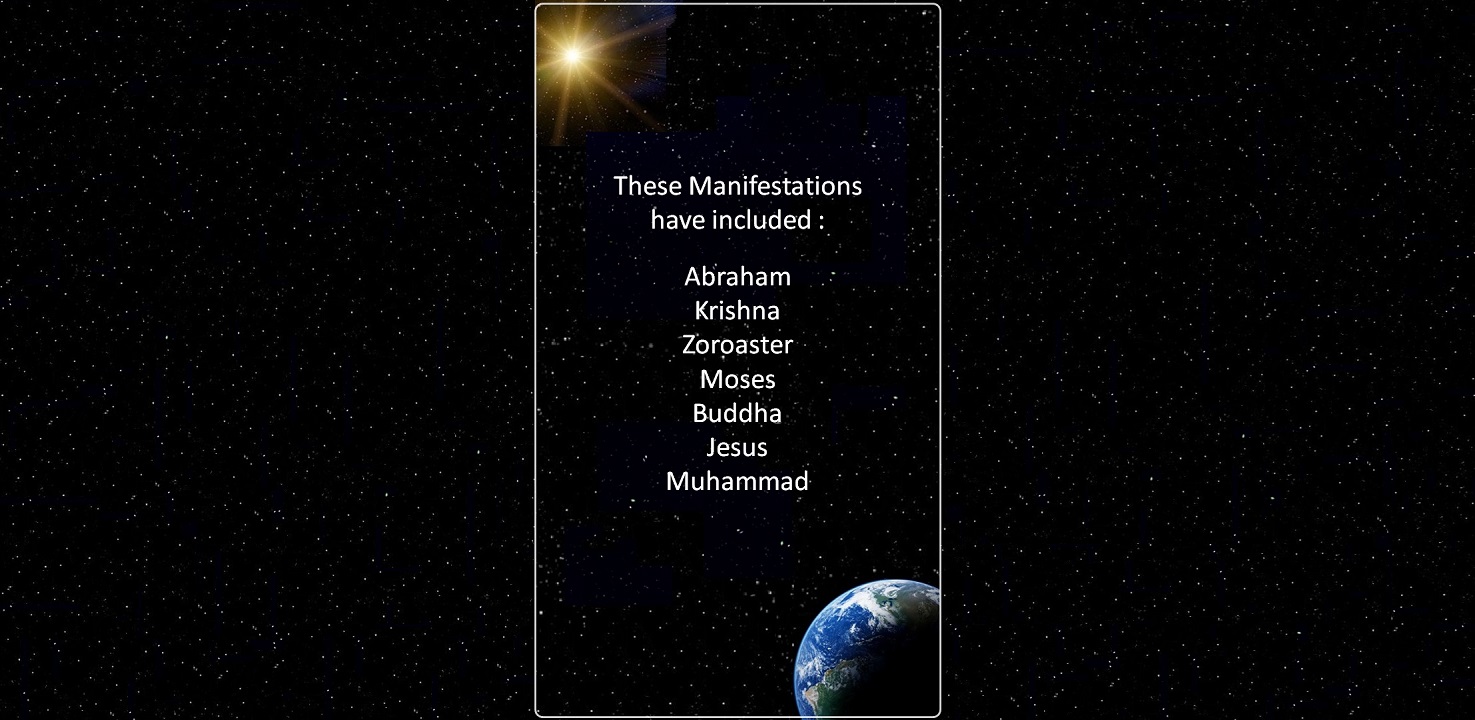 These Manifestations
have included :
Abraham
Krishna
Zoroaster
Moses
Buddha
Jesus
Muhammad